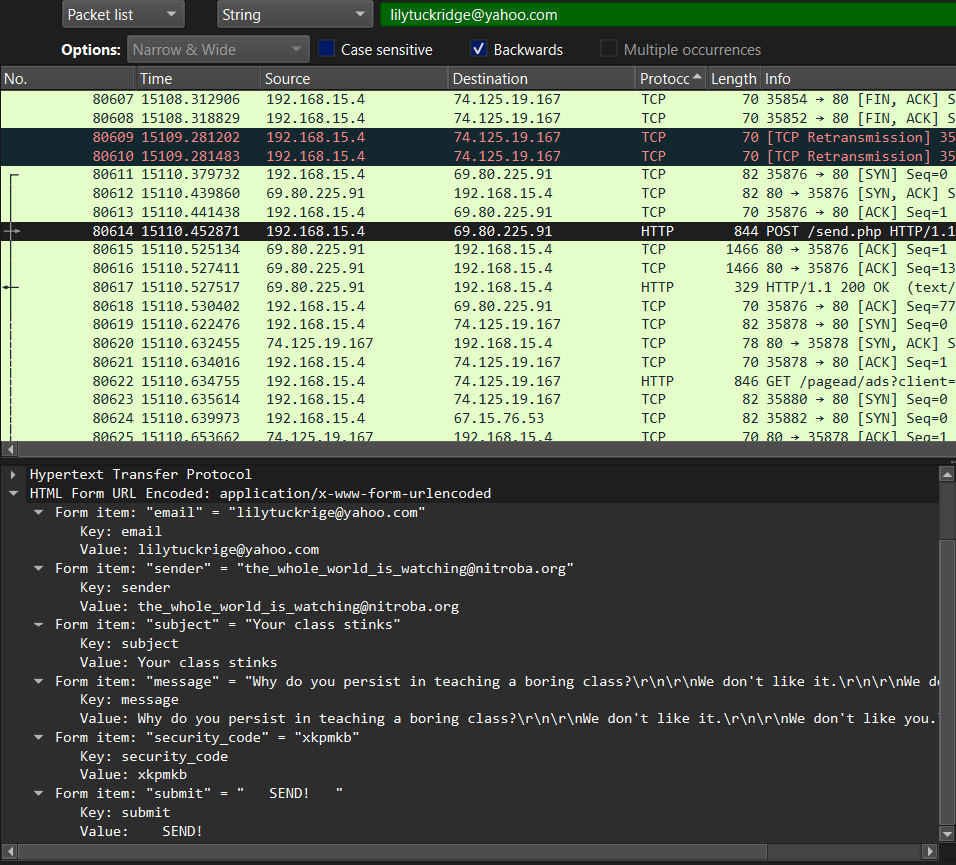 Packet list String lilytuckridge@yahoo.com
Options: Narrow & Wide Case sensitive Backwards Multiple occurrences
No. Time Source Destination Protocc Length Info
80607 15108.312906 192.168.15.4 74.125.19.167 TCP 70 35854 → 80 [FIN, ACK] S
80608 15108.318829 192.168.15.4 74.125.19.167 TCP 70 35852 → 80 [FIN, ACK] S
80609 15109.281202 192.168.15.4 74.125.19.167 TCP 70 [TCP Retransmission] 35
80610 15109.281483 192.168.15.4 74.125.19.167 TCP 70 [TCP Retransmission] 35
80611 15110.379732 192.168.15.4 69.80.225.91 TCP 82 35876 → 80 [SYN] Seq=0
80612 15110.439860 69.80.225.91 192.168.15.4 TCP 82 80 → 35876 [SYN, ACK] S
80613 15110.441438 192.168.15.4 69.80.225.91 TCP 70 35876 → 80 [ACK] Seq=1
80614 15110.452871 192.168.15.4 69.80.225.91 HTTP 844 POST /send.php HTTP/1.1
80615 15110.525134 69.80.225.91 192.168.15.4 TCP 1466 80 → 35876 [ACK] Seq=1
80616 15110.527411 69.80.225.91 192.168.15.4 TCP 1466 80 → 35876 [ACK] Seq=13
80617 15110.527517 69.80.225.91 192.168.15.4 HTTP 329 HTTP/1.1 200 OK (text/
80618 15110.530402 192.168.15.4 69.80.225.91 TCP 70 35876 → 80 [ACK] Seq=77
80619 15110.622476 192.168.15.4 74.125.19.167 TCP 82 35878 → 80 [SYN] Seq=0
80620 15110.632455 74.125.19.167 192.168.15.4 TCP 78 80 → 35878 [SYN, ACK] S
80621 15110.634016 192.168.15.4 74.125.19.167 TCP 70 35878 → 80 [ACK] Seq=1
80622 15110.634755 192.168.15.4 74.125.19.167 HTTP 846 GET /pagead/ads?client=
80623 15110.635614 192.168.15.4 74.125.19.167 TCP 82 35880 → 80 [SYN] Seq=0
80624 15110.639973 192.168.15.4 67.15.76.53 TCP 82 35882 → 80 [SYN] Seq=0
80625 15110.653662 74.125.19.167 192.168.15.4 TCP 70 80 → 35878 [ACK] Seq=1
Hypertext Transfer Protocol
HTML Form URL Encoded: application/x-www-form-urlencoded
Form item: "email" = "lilytuckrige@yahoo.com"
Key: email
Value: lilytuckrige@yahoo.com
Form item: "sender" = "the_whole_world_is_watching@nitroba.org"
Key: sender
Value: the_whole_world_is_watching@nitroba.org
Form item: "subject" = "Your class stinks"
Key: subject
Value: Your class stinks
Form item: "message" = "Why do you persist in teaching a boring class?\r\n\r\nWe don't like it.\r\n\r\nWe do
Key: message
Value: Why do you persist in teaching a boring class?\r\n\r\nWe don't like it.\r\n\r\nWe don't like you.\
Form item: "security_code" = "xkpmkb"
Key: security_code
Value: xkpmkb
Form item: "submit" = "   SEND!   "
Key: submit
Value:    SEND!